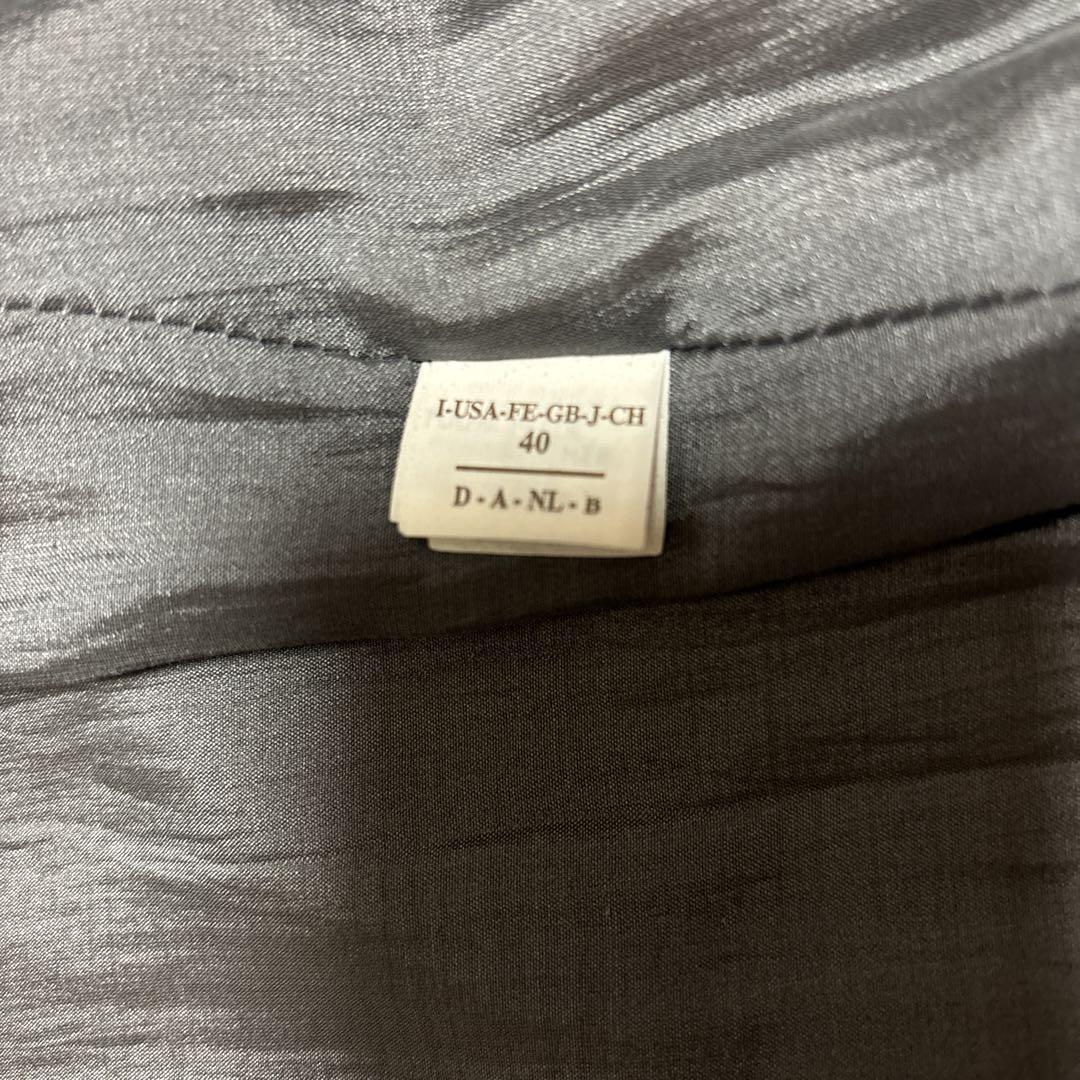 I-USA-FE-GB-J-CH
40
D - A - NL - B